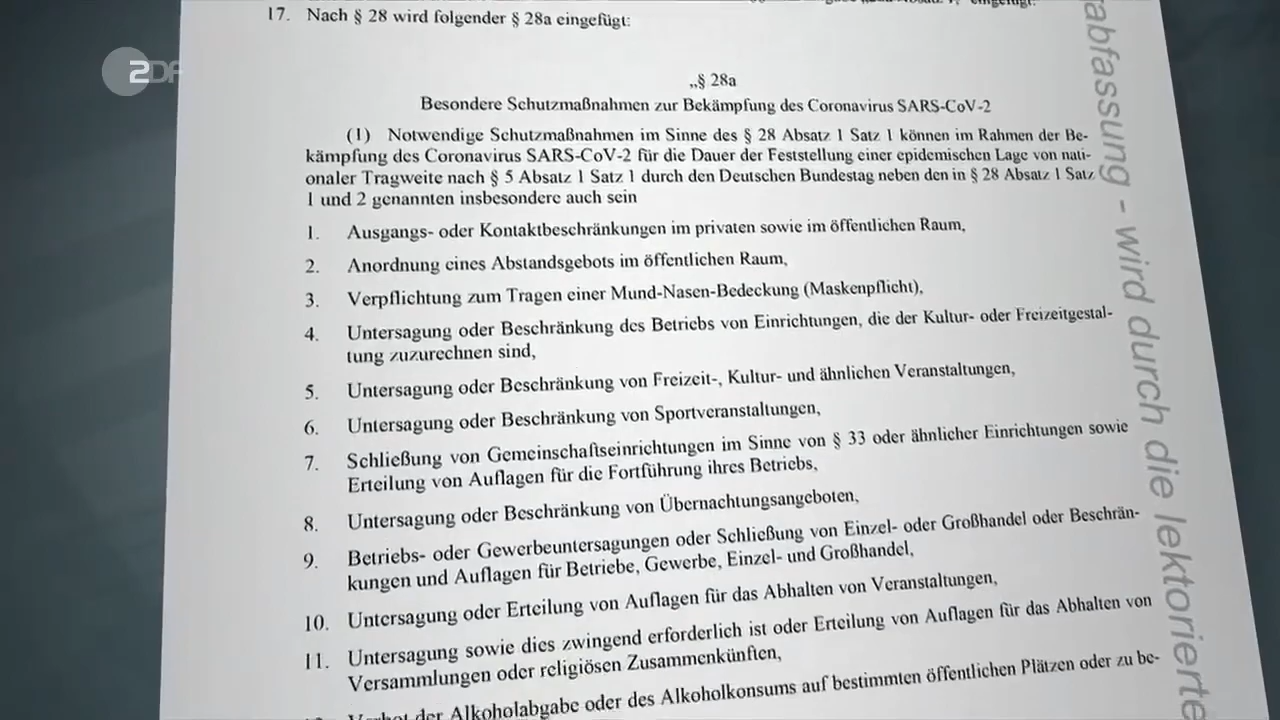 eingefügt:
17. Nach § 28 wird folgender § 28a eingefügt:
ZDF
„§ 28a
Besondere Schutzmaßnahmen zur Bekämpfung des Coronavirus SARS-CoV-2
(1) Notwendige Schutzmaßnahmen im Sinne des § 28 Absatz 1 Satz 1 können im Rahmen der Be-
kämpfung des Coronavirus SARS-CoV-2 für die Dauer der Feststellung einer epidemischen Lage von nati-
onaler Tragweite nach § 5 Absatz 1 Satz 1 durch den Deutschen Bundestag neben den in § 28 Absatz 1 Satz
1 und 2 genannten insbesondere auch sein
1. Ausgangs- oder Kontaktbeschränkungen im privaten sowie im öffentlichen Raum,
2. Anordnung eines Abstandsgebots im öffentlichen Raum,
3. Verpflichtung zum Tragen einer Mund-Nasen-Bedeckung (Maskenpflicht),
4. Untersagung oder Beschränkung des Betriebs von Einrichtungen, die der Kultur- oder Freizeitgestal-
tung zuzurechnen sind,
5. Untersagung oder Beschränkung von Freizeit-, Kultur- und ähnlichen Veranstaltungen,
6. Untersagung oder Beschränkung von Sportveranstaltungen,
7. Schließung von Gemeinschaftseinrichtungen im Sinne von § 33 oder ähnlicher Einrichtungen sowie
Erteilung von Auflagen für die Fortführung ihres Betriebs,
8. Untersagung oder Beschränkung von Übernachtungsangeboten,
9. Betriebs- oder Gewerbeuntersagungen oder Schließung von Einzel- oder Großhandel oder Beschrän-
kungen und Auflagen für Betriebe, Gewerbe, Einzel- und Großhandel,
10. Untersagung oder Erteilung von Auflagen für das Abhalten von Veranstaltungen,
11. Untersagung sowie dies zwingend erforderlich ist oder Erteilung von Auflagen für das Abhalten von
Versammlungen oder religiösen Zusammenkünften,
Verbot der Alkoholabgabe oder des Alkoholkonsums auf bestimmten öffentlichen Plätzen oder zu be-
abfassung - wird durch die lektorierte